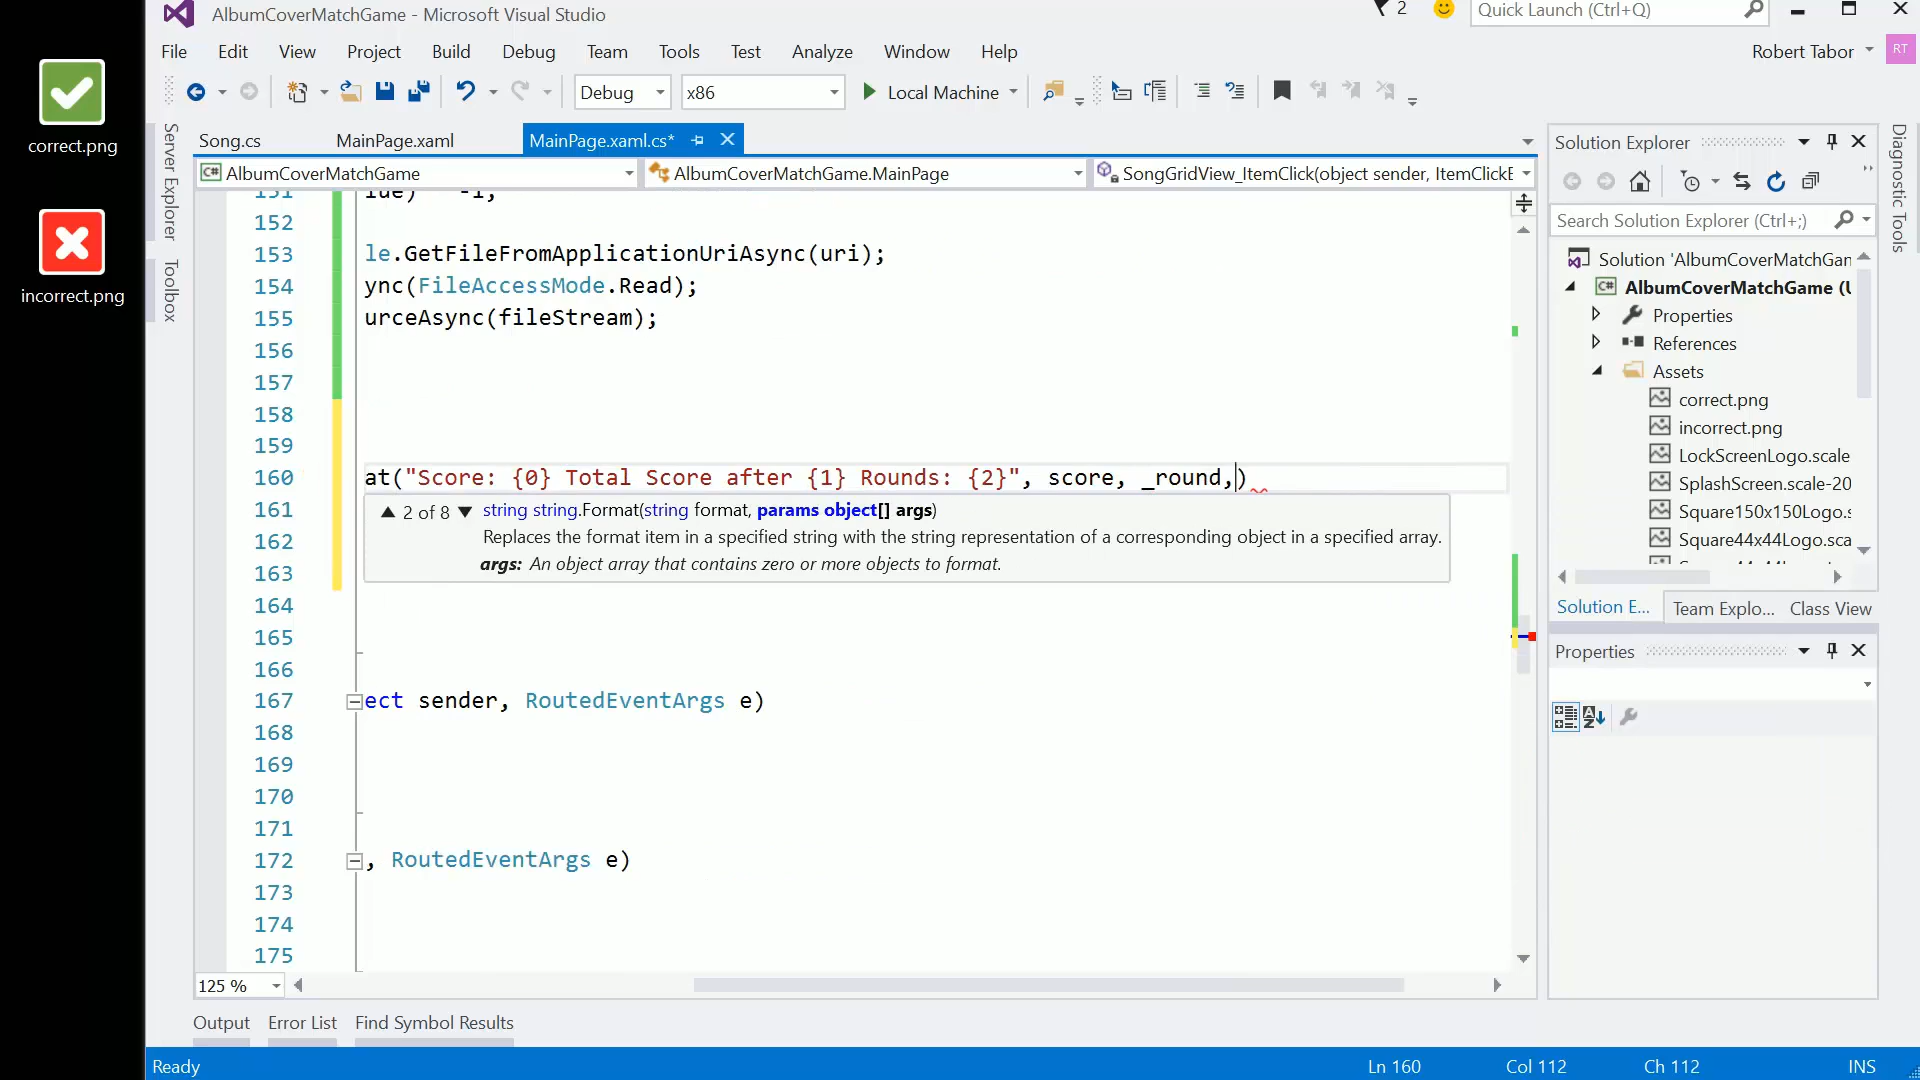 AlbumCoverMatchGame - Microsoft Visual Studio
2
Quick Launch (Ctrl+Q)
File Edit View Project Build Debug Team Tools Test Analyze Window Help
Robert Tabor
RT
Debug
x86
Local Machine
correct.png
incorrect.png
Server Explorer
Toolbox
Song.cs
MainPage.xaml
MainPage.xaml.cs*
C# AlbumCoverMatchGame
AlbumCoverMatchGame.MainPage
SongGridView_ItemClick(object sender, ItemClickE
151
152
153 le.GetFileFromApplicationUriAsync(uri);
154 ync(FileAccessMode.Read);
155 urceAsync(fileStream);
156
157
158
159
160 at("Score: {0} Total Score after {1} Rounds: {2}", score, _round,)
161
2 of 8 string string.Format(string format, params object[] args)
162
Replaces the format item in a specified string with the string representation of a corresponding object in a specified array.
163
args: An object array that contains zero or more objects to format.
164
165
166
167 ect sender, RoutedEventArgs e)
168
169
170
171
172 , RoutedEventArgs e)
173
174
175
125 %
Output Error List Find Symbol Results
Ready
Ln 160
Col 112
Ch 112
INS
Solution Explorer
Search Solution Explorer (Ctrl+;)
Solution 'AlbumCoverMatchGan
C# AlbumCoverMatchGame (U
Properties
References
Assets
correct.png
incorrect.png
LockScreenLogo.scale
SplashScreen.scale-20
Square150x150Logo.s
Square44x44Logo.sca
Solution E... Team Explo... Class View
Properties
Diagnostic Tools